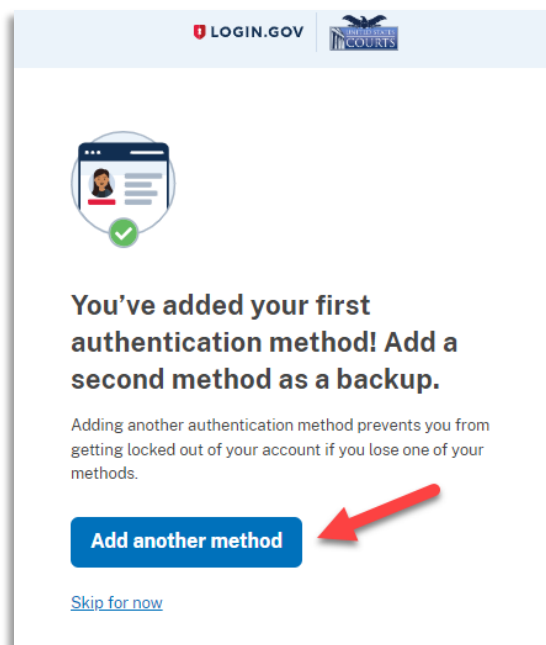 LOGIN.GOV
UNITED STATES
COURTS
You’ve added your first
authentication method! Add a
second method as a backup.
Adding another authentication method prevents you from
getting locked out of your account if you lose one of your
methods.
Add another method
Skip for now